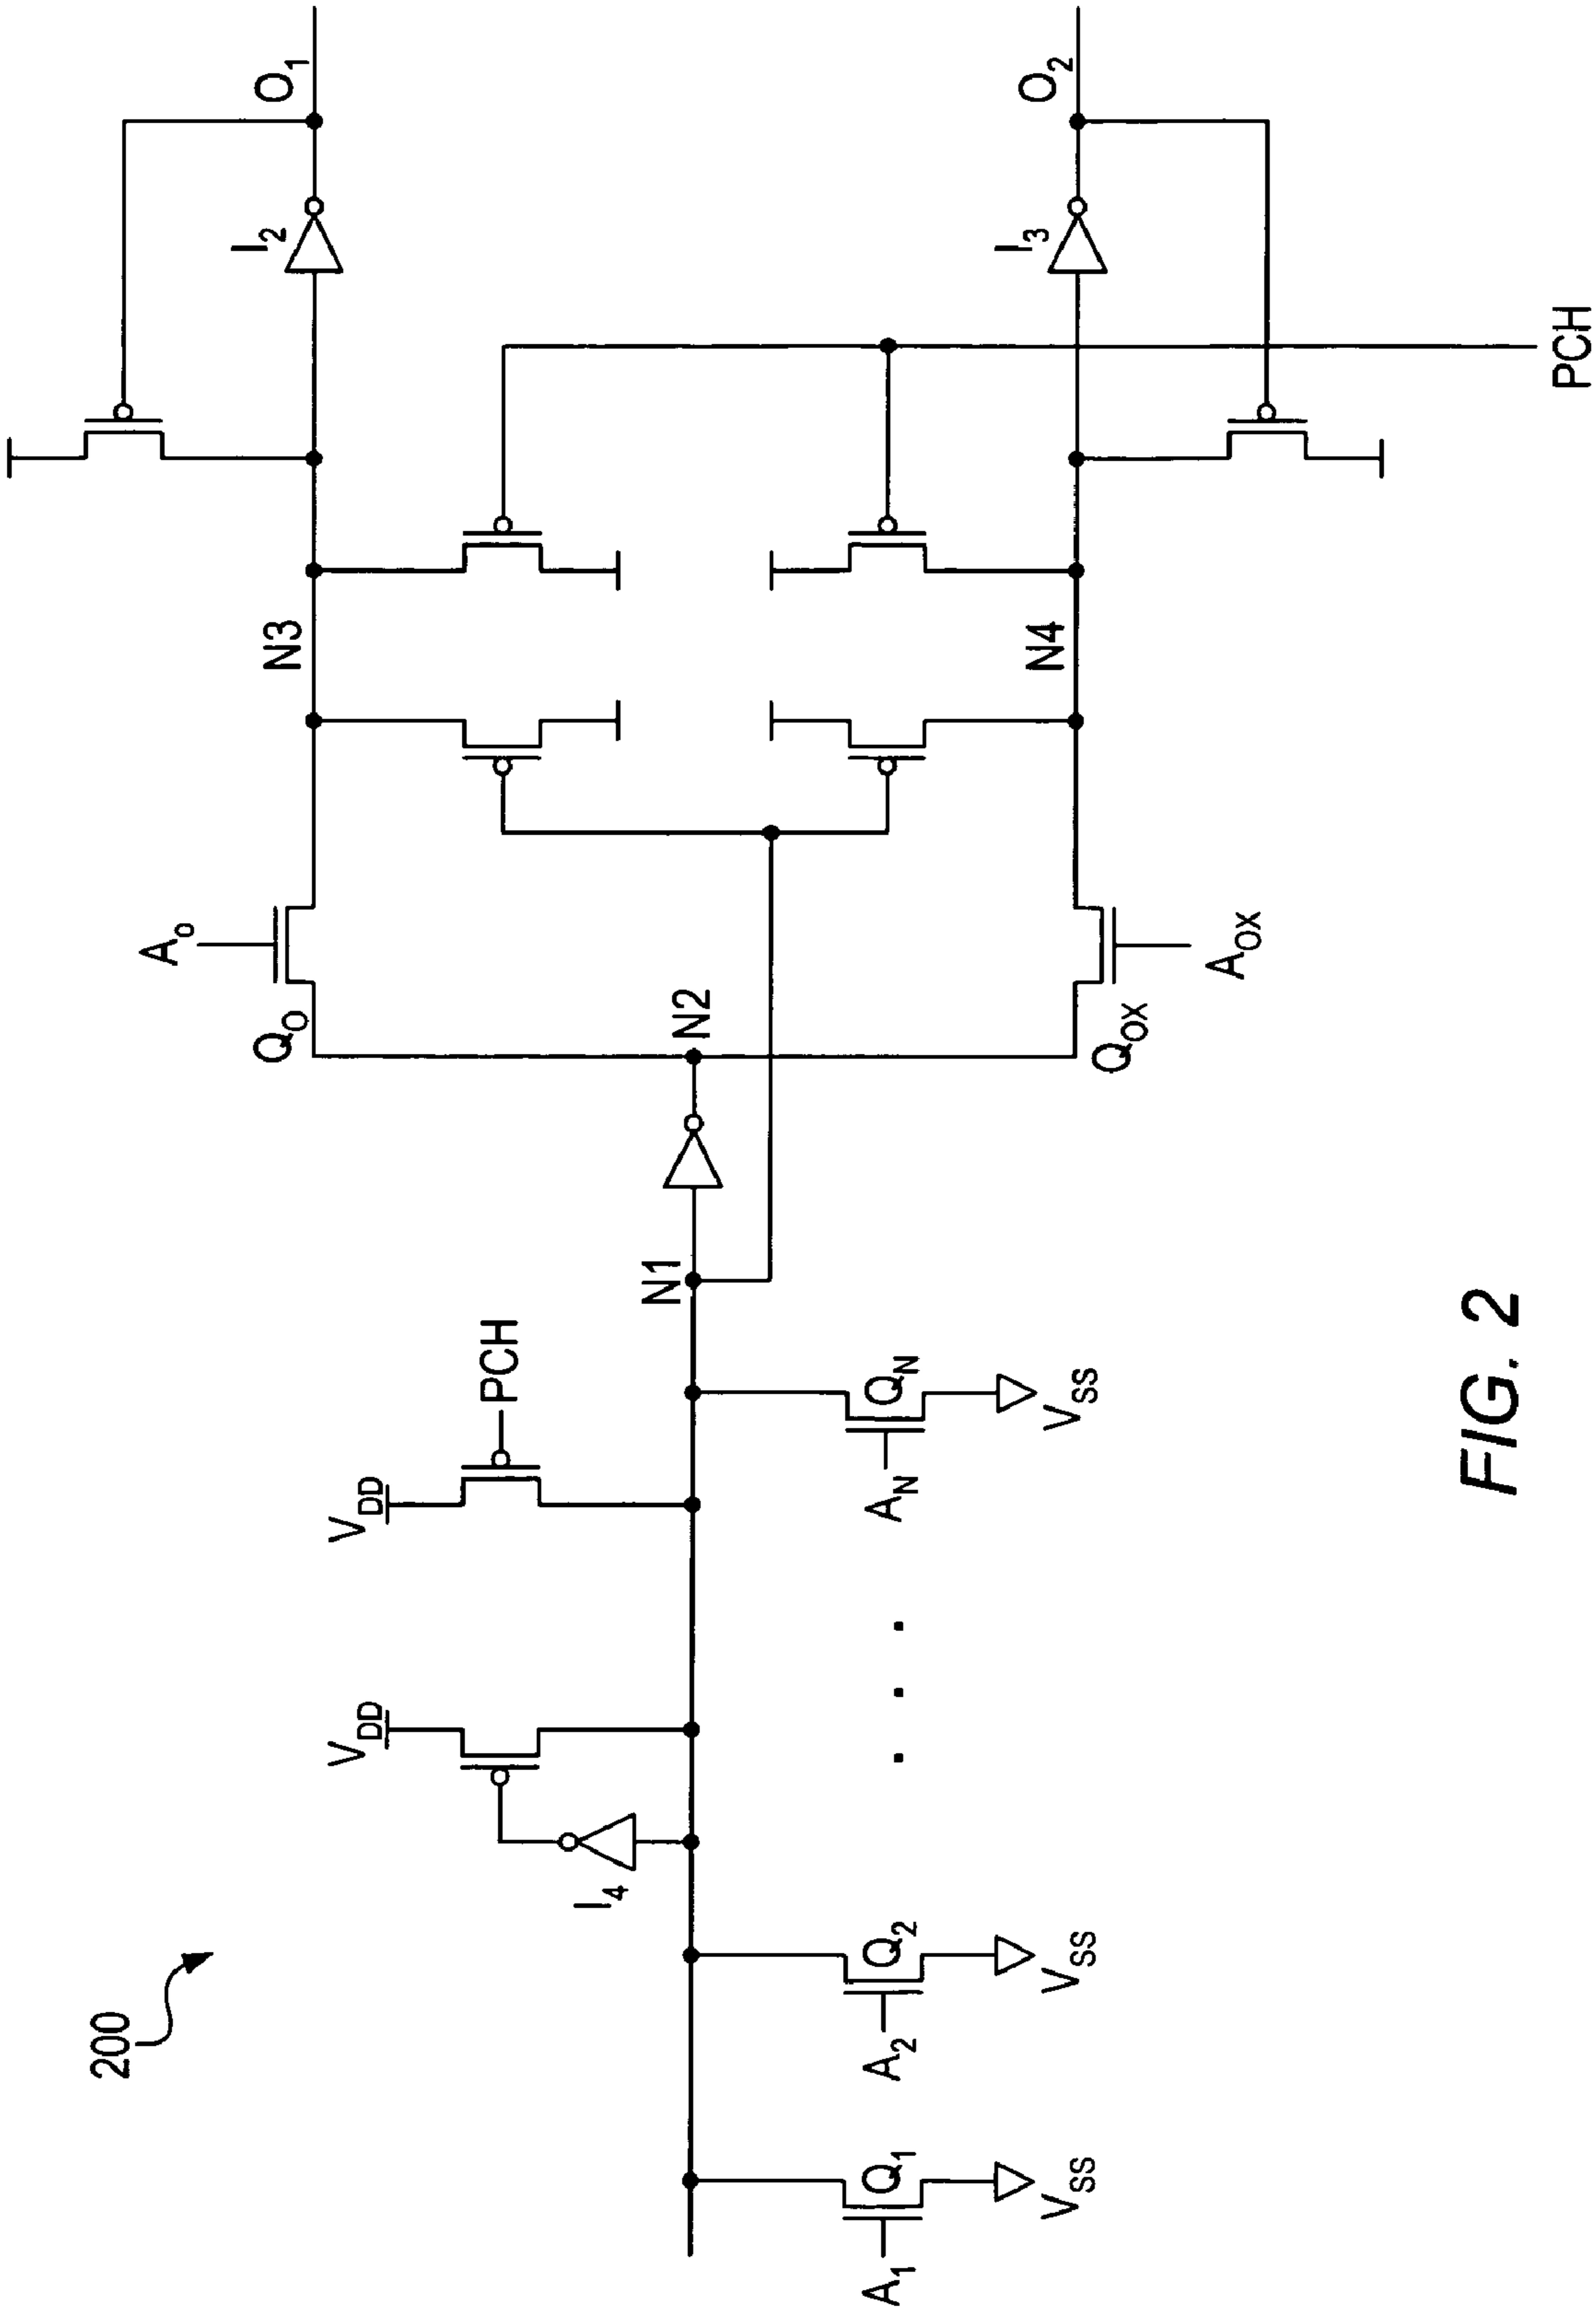 200
A1
Q1
VSS
A2
Q2
VSS
I4
VDD
VDD
PCH
AN
QN
VSS
N1
N2
QO
AO
QOX
AOX
N3
N4
I2
I3
O1
O2
PCH
FIG. 2